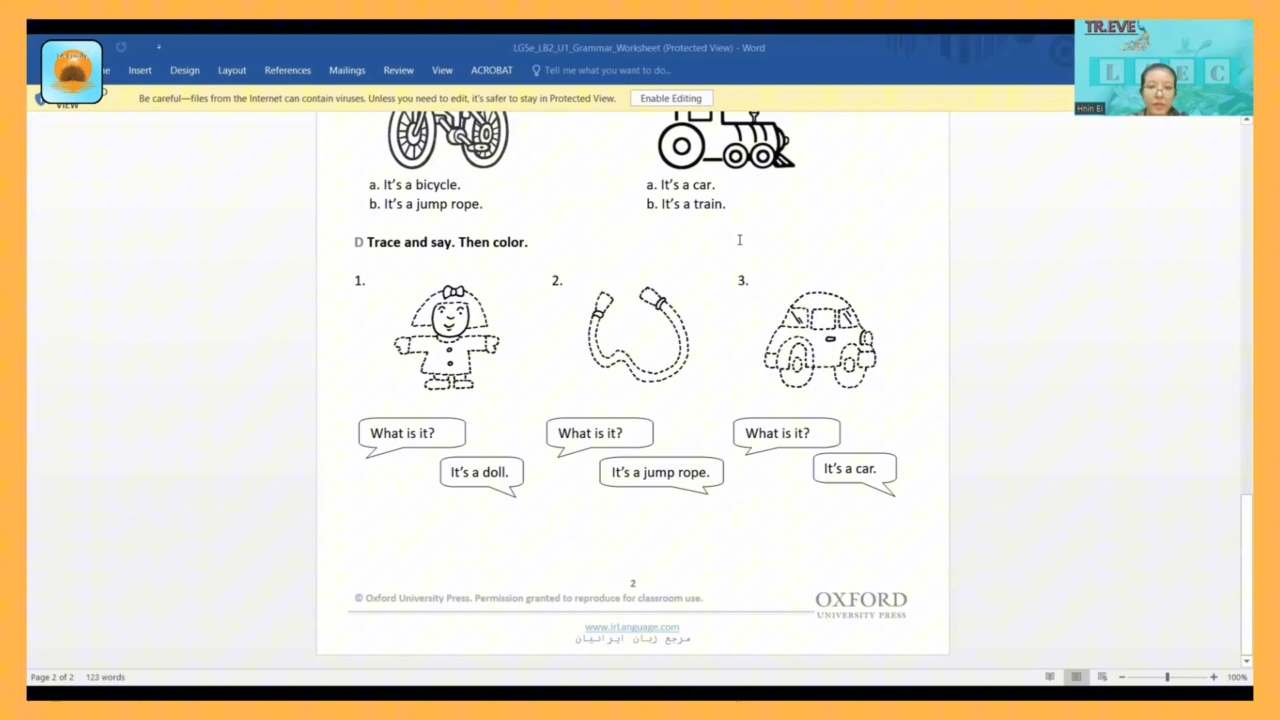 LG5e_LB2_U1_Grammar_Worksheet (Protected View) - Word
Insert Design Layout References Mailings Review View ACROBAT Tell me what you want to do...
VIEW Be careful—files from the Internet can contain viruses. Unless you need to edit, it's safer to stay in Protected View. Enable Editing
TR.EVE
Hnin Ei
a. It's a bicycle.
b. It's a jump rope.
a. It's a car.
b. It's a train.
D Trace and say. Then color.
1. 2. 3.
What is it? What is it? What is it?
It's a doll. It's a jump rope. It's a car.
2
© Oxford University Press. Permission granted to reproduce for classroom use.
OXFORD
UNIVERSITY PRESS
www.irLanguage.com
مرجع زبان ایرانیان
Page 2 of 2 123 words 100%